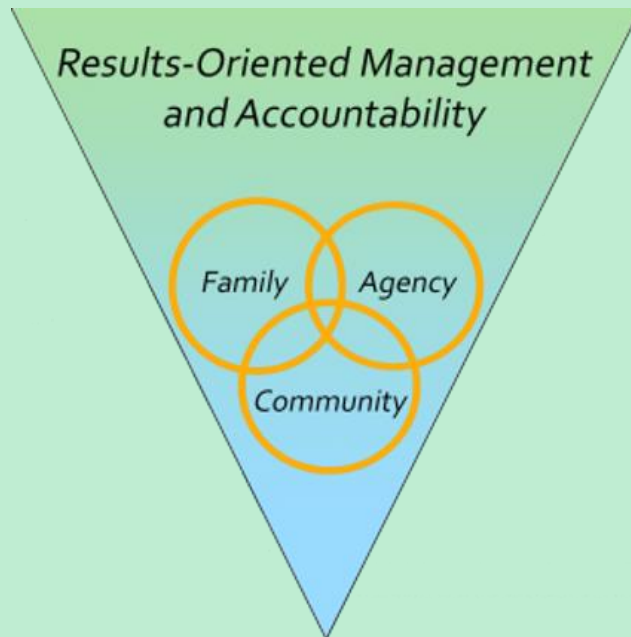 Results-Oriented Management
and Accountability
Family
Agency
Community